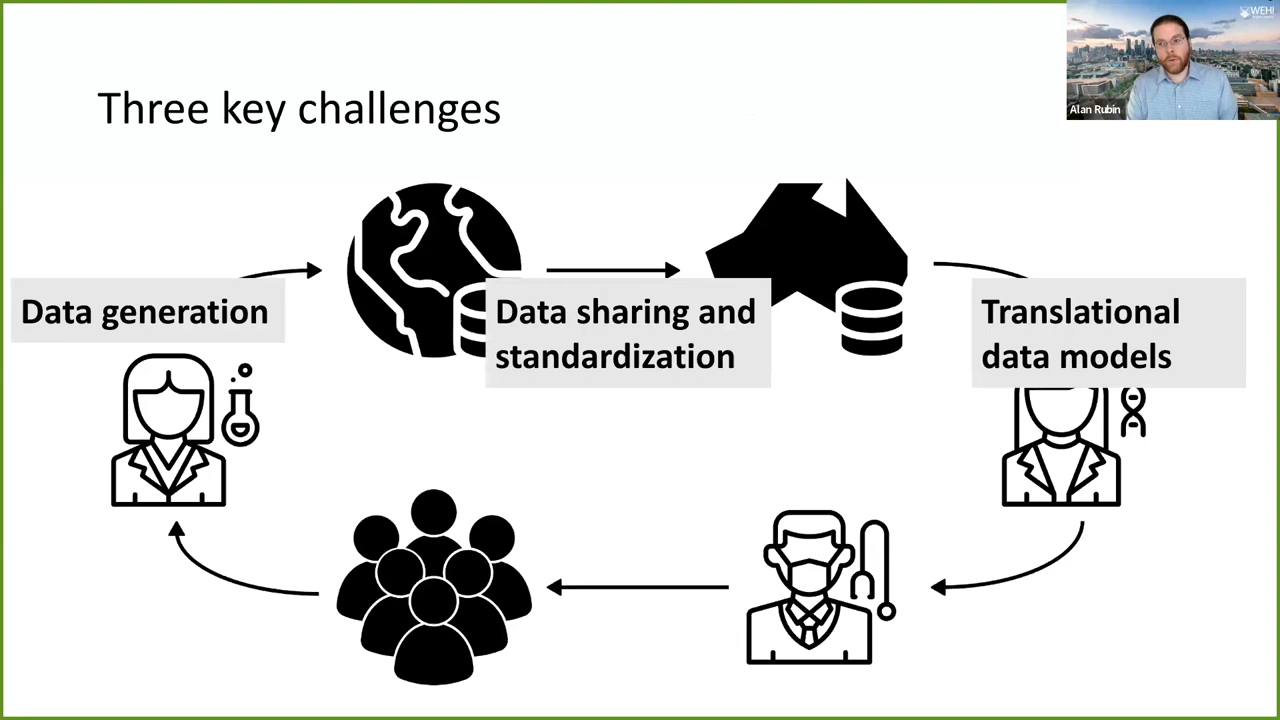 WEHI
Alan Rubin
Three key challenges
Data generation
Data sharing and
standardization
Translational
data models